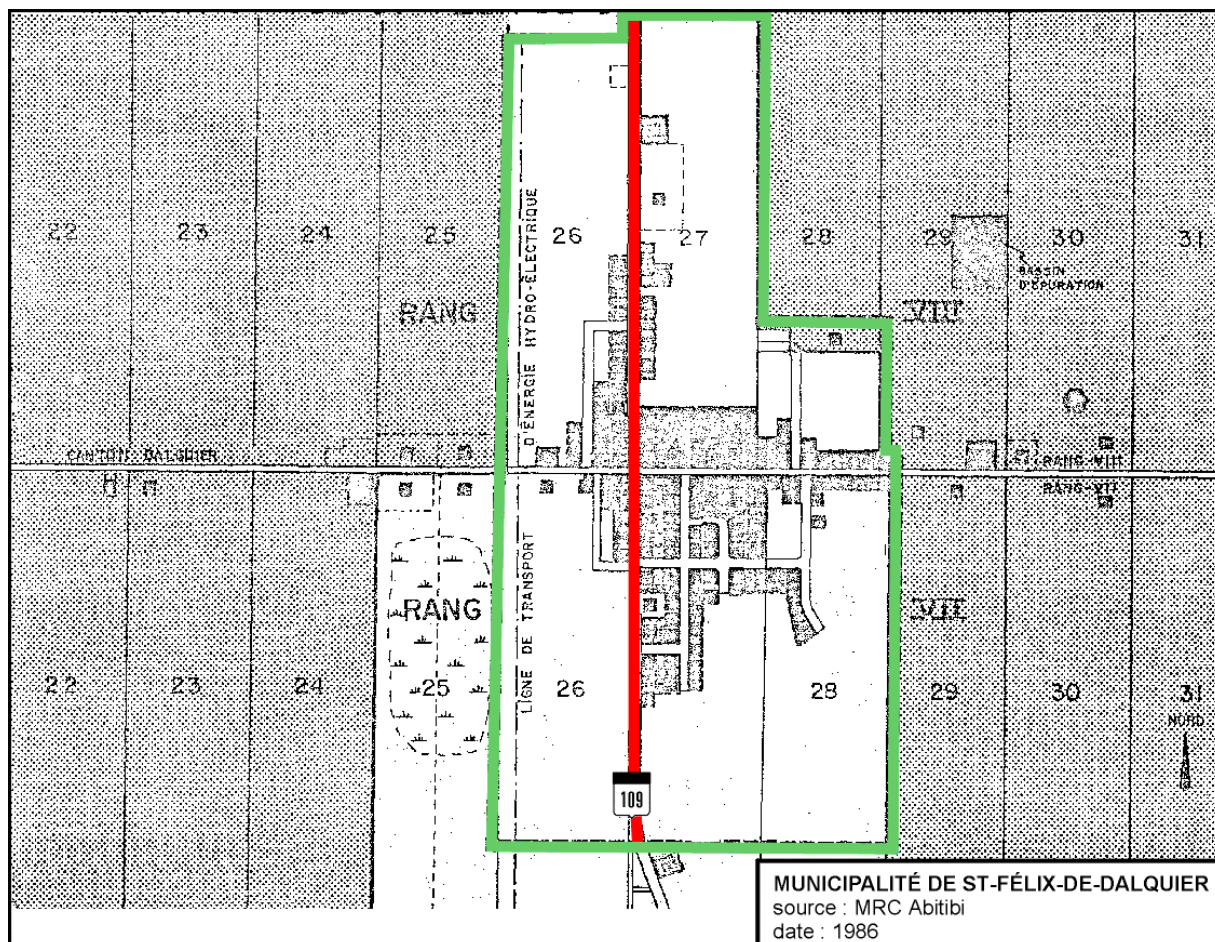 22
23
24
25
26
27
28
29
30
31
RANG
VIII
BASSIN
D'ÉPURATION
D'ÉNERGIE HYDRO-ÉLECTRIQUE
CANTON DALQUIER
RANG-VIII
RANG-VII
LIGNE DE TRANSPORT
RANG
VII
22
23
24
25
26
28
29
30
31
NORD
109
MUNICIPALITÉ DE ST-FÉLIX-DE-DALQUIER
source : MRC Abitibi
date : 1986